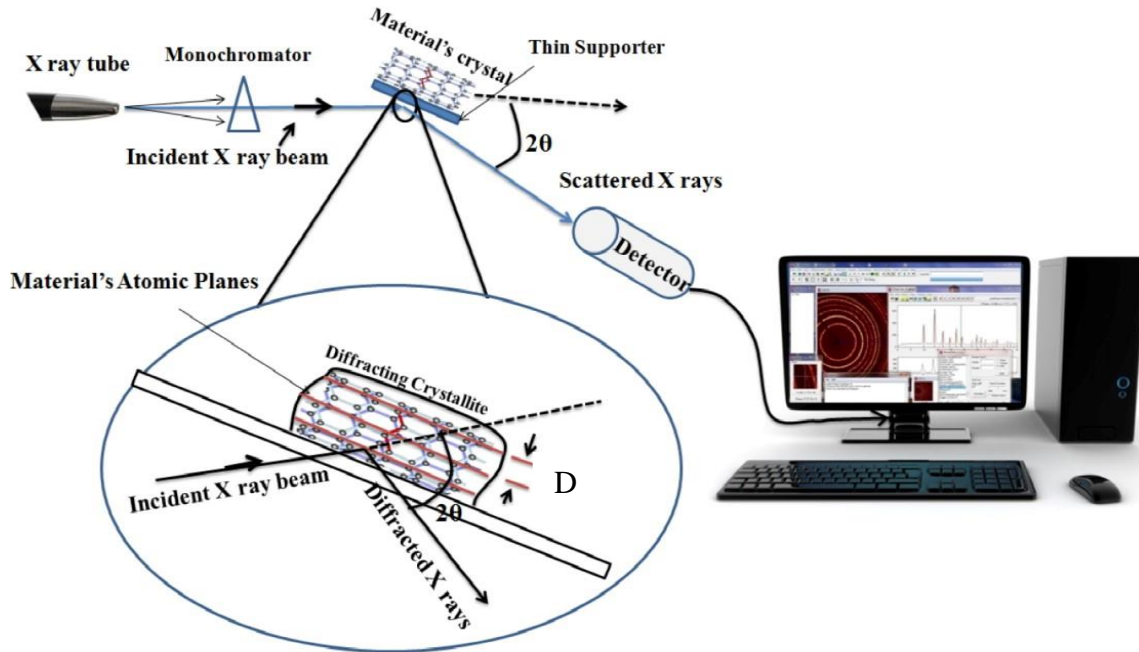 Material's crystal
Thin Supporter
Monochromator
X ray tube
2θ
Incident X ray beam
Scattered X rays
Detector
Material's Atomic Planes
Diffracting Crystallite
D
Incident X ray beam
2θ
Diffracted X rays